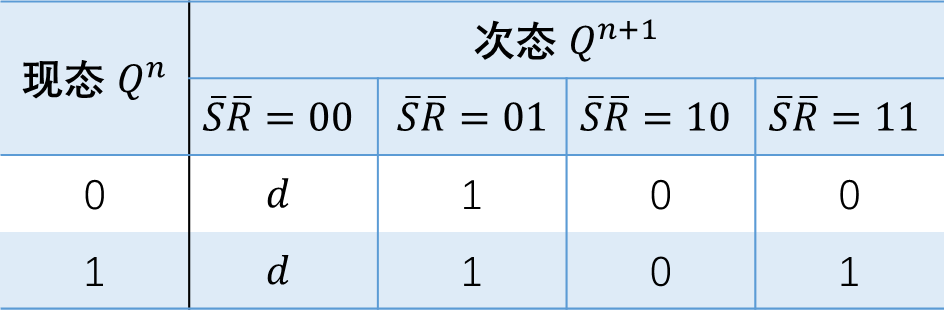 现态 Qⁿ 次态 Qⁿ⁺¹
S̄R̄ = 00 S̄R̄ = 01 S̄R̄ = 10 S̄R̄ = 11
0 d 1 0 0
1 d 1 0 1